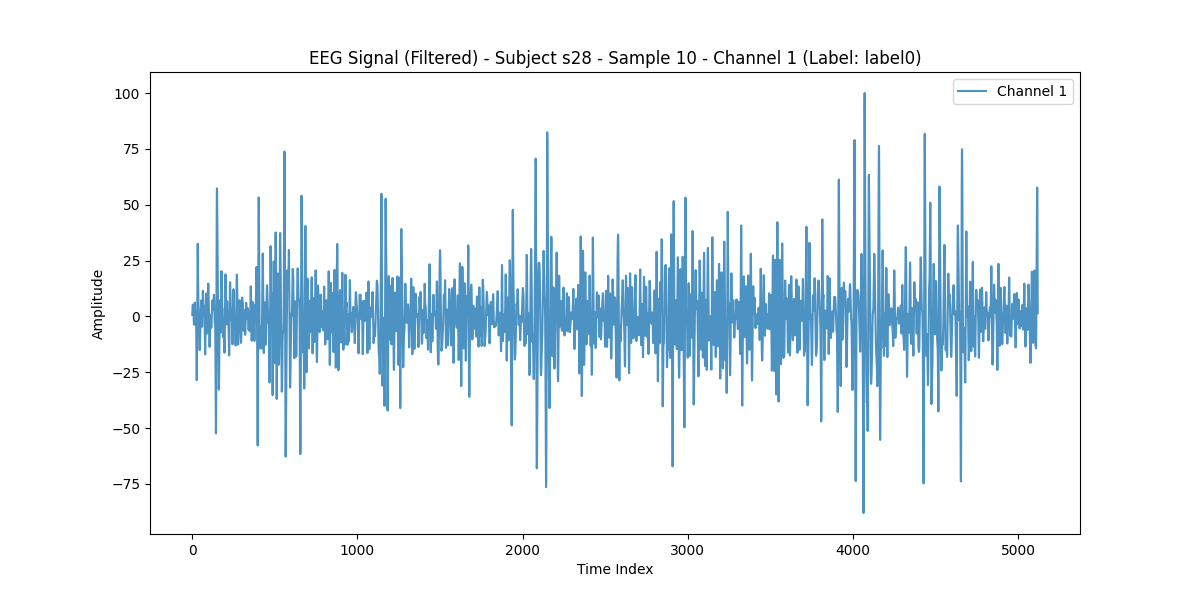 EEG Signal (Filtered) - Subject s28 - Sample 10 - Channel 1 (Label: label0)
Channel 1
100
75
50
25
0
−25
−50
−75
Amplitude
0 1000 2000 3000 4000 5000
Time Index